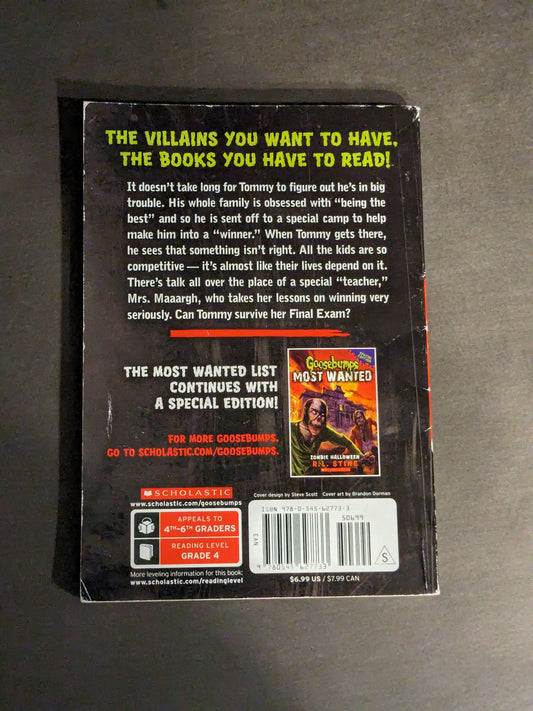 THE VILLAINS YOU WANT TO HAVE,
THE BOOKS YOU HAVE TO READ!
It doesn't take long for Tommy to figure out he's in big
trouble. His whole family is obsessed with “being the
best” and so he is sent off to a special camp to help
make him into a “winner.” When Tommy gets there,
he sees that something isn't right. All the kids are so
competitive — it's almost like their lives depend on it.
There's talk all over the place of a special “teacher,”
Mrs. Maaargh, who takes her lessons on winning very
seriously. Can Tommy survive her Final Exam?
THE MOST WANTED LIST
CONTINUES WITH
A SPECIAL EDITION!
FOR MORE GOOSEBUMPS,
GO TO SCHOLASTIC.COM/GOOSEBUMPS.
SPECIAL EDITION
Goosebumps
MOST WANTED
ZOMBIE HALLOWEEN
R.L. STINE
SCHOLASTIC
www.scholastic.com/goosebumps
APPEALS TO
4TH–6TH GRADERS
READING LEVEL
GRADE 4
More leveling information for this book:
www.scholastic.com/readinglevel
Cover design by Steve Scott Cover art by Brandon Dorman
ISBN 978-0-545-62773-3
50699
EAN
9 780545 627733
S
$6.99 US / $7.99 CAN